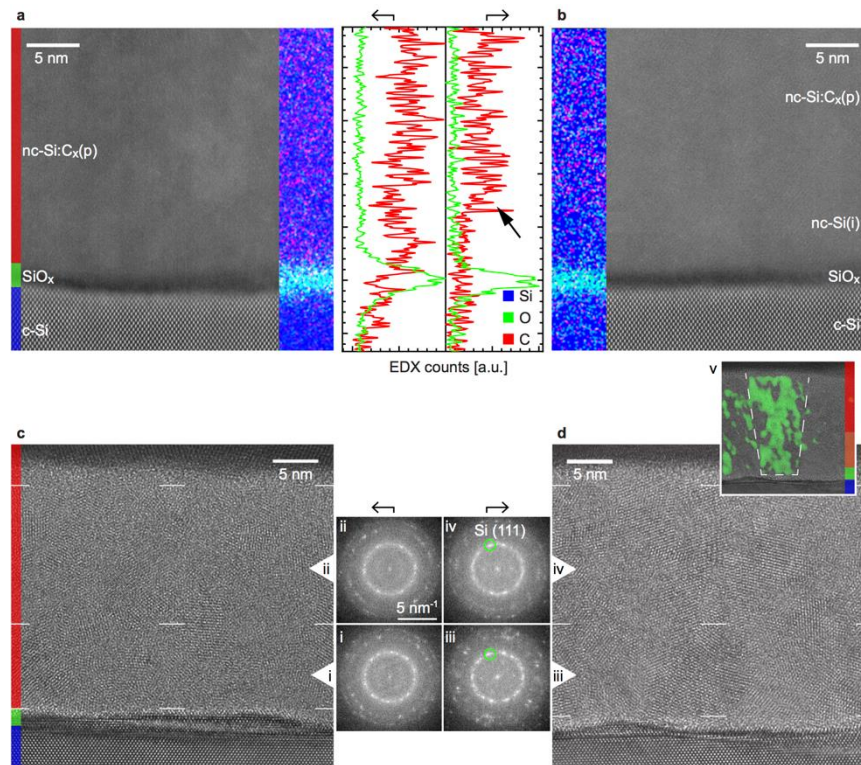 a
5 nm
nc-Si:Cₓ(p)
SiOₓ
c-Si
EDX counts [a.u.]
Si
O
C
b
5 nm
nc-Si:Cₓ(p)
nc-Si(i)
SiOₓ
c-Si
v
c
5 nm
ii
i
ii
iv
Si (111)
5 nm⁻¹
i
iii
d
5 nm
iv
iii